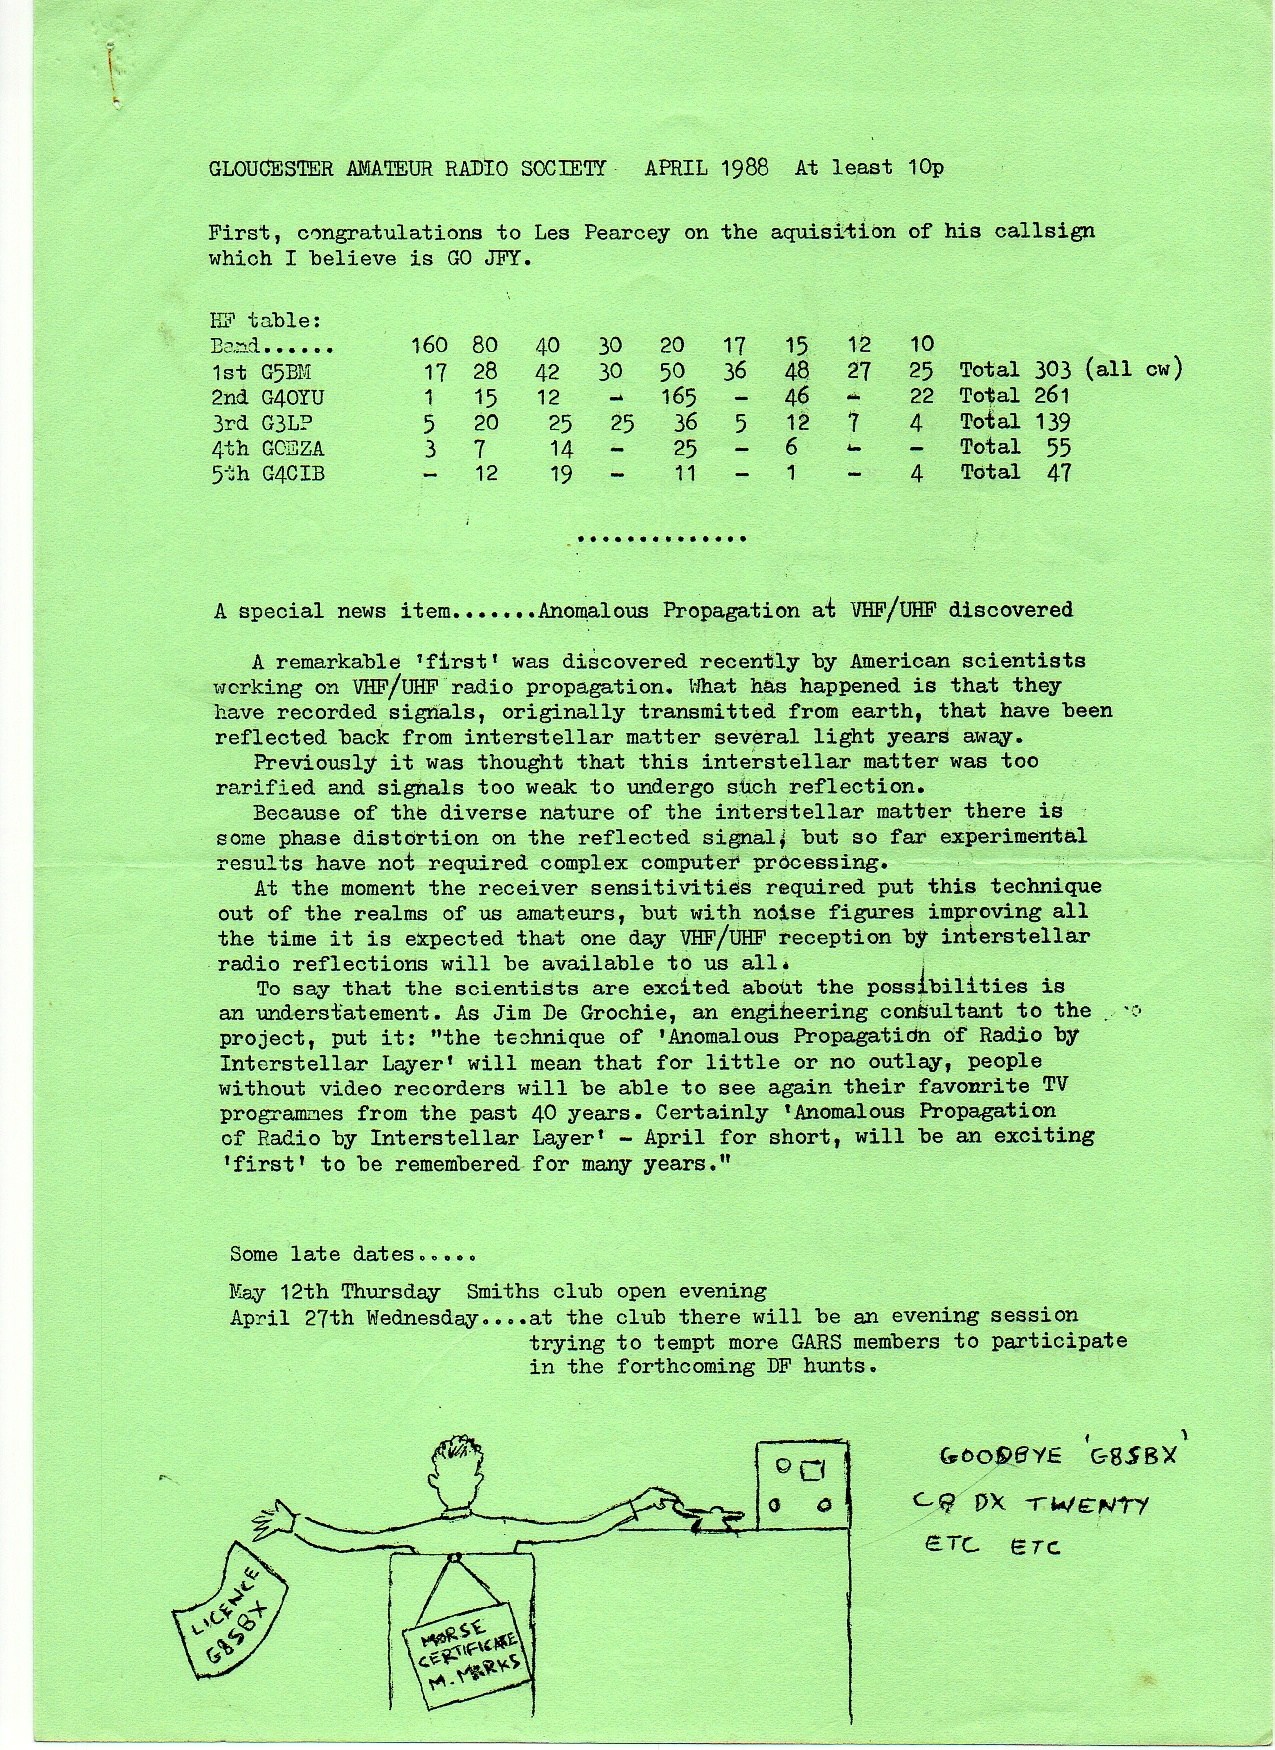 GLOUCESTER AMATEUR RADIO SOCIETY APRIL 1988 At least 10p
First, congratulations to Les Pearcey on the aquisition of his callsign
which I believe is GO JFY.
HF table:
Band...... 160 80 40 30 20 17 15 12 10
1st G5BM 17 28 42 30 50 36 48 27 25 Total 303 (all cw)
2nd G4OYU 1 15 12 - 165 - 46 - 22 Total 261
3rd G3LP 5 20 25 25 36 5 12 7 4 Total 139
4th GOEZA 3 7 14 - 25 - 6 - - Total 55
5th G4CIB - 12 19 - 11 - 1 - 4 Total 47
..............
A special news item.......Anomalous Propagation at VHF/UHF discovered
A remarkable 'first' was discovered recently by American scientists
working on VHF/UHF radio propagation. What has happened is that they
have recorded signals, originally transmitted from earth, that have been
reflected back from interstellar matter several light years away.
Previously it was thought that this interstellar matter was too
rarified and signals too weak to undergo such reflection.
Because of the diverse nature of the interstellar matter there is
some phase distortion on the reflected signal, but so far experimental
results have not required complex computer processing.
At the moment the receiver sensitivities required put this technique
out of the realms of us amateurs, but with noise figures improving all
the time it is expected that one day VHF/UHF reception by interstellar
radio reflections will be available to us all.
To say that the scientists are excited about the possibilities is
an understatement. As Jim De Grochie, an engineering consultant to the
project, put it: "the technique of 'Anomalous Propagation of Radio by
Interstellar Layer' will mean that for little or no outlay, people
without video recorders will be able to see again their favourite TV
programmes from the past 40 years. Certainly 'Anomalous Propagation
of Radio by Interstellar Layer' - April for short, will be an exciting
'first' to be remembered for many years."
Some late dates.....
May 12th Thursday Smiths club open evening
April 27th Wednesday....at the club there will be an evening session
trying to tempt more GARS members to participate
in the forthcoming DF hunts.
GOODBYE 'G8SBX'
CQ DX TWENTY
ETC ETC
LICENCE
G8SBX
MORSE
CERTIFICATE
M. MARKS